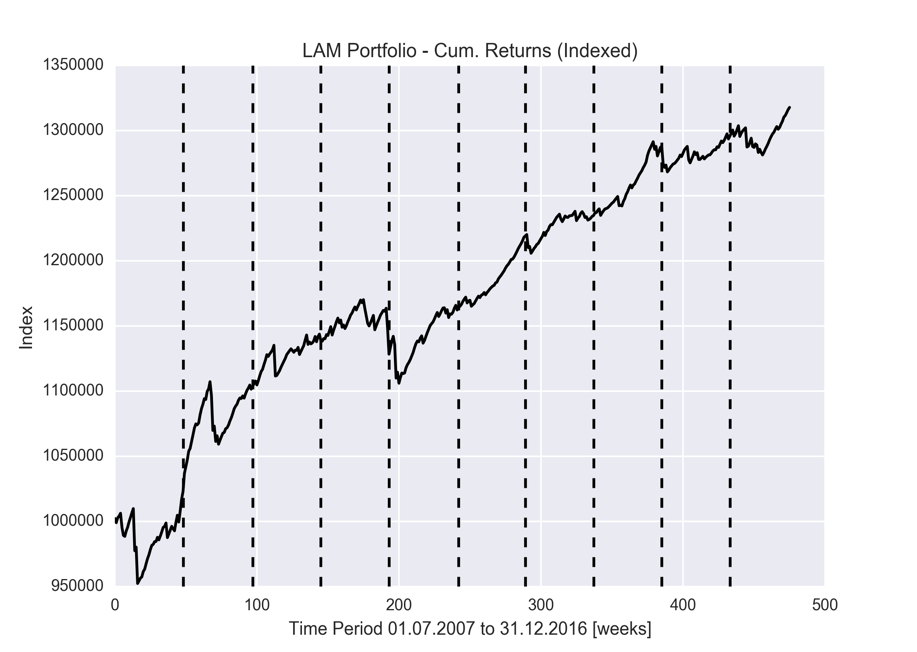 LAM Portfolio - Cum. Returns (Indexed)
1350000
1300000
1250000
1200000
1150000
1100000
1050000
1000000
950000
Index
0 100 200 300 400 500
Time Period 01.07.2007 to 31.12.2016 [weeks]